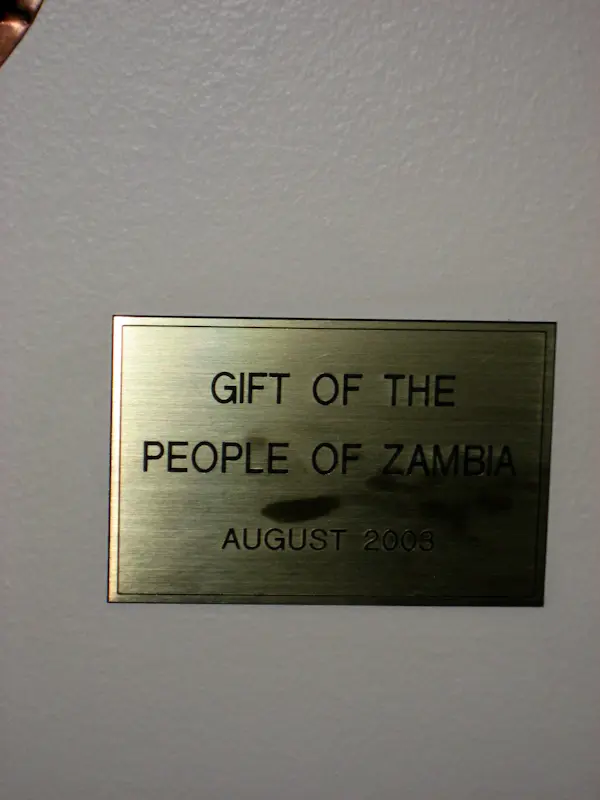 GIFT OF THE
PEOPLE OF ZAMBIA
AUGUST 2003